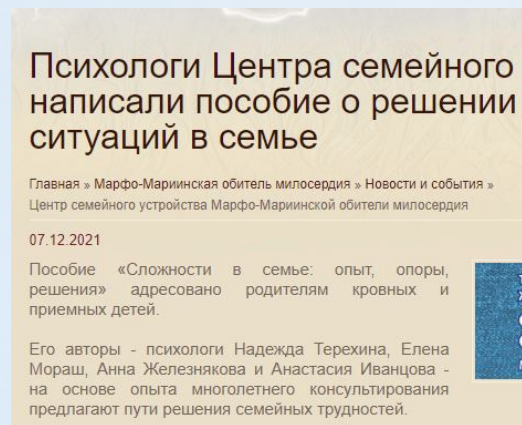 Психологи Центра семейного
написали пособие о решении
ситуаций в семье
Главная » Марфо-Мариинская обитель милосердия » Новости и события »
Центр семейного устройства Марфо-Мариинской обители милосердия
07.12.2021
Пособие «Сложности в семье: опыт, опоры,
решения» адресовано родителям кровных и
приемных детей.
Его авторы - психологи Надежда Терехина, Елена
Мораш, Анна Железнякова и Анастасия Иванцова -
на основе опыта многолетнего консультирования
предлагают пути решения семейных трудностей.